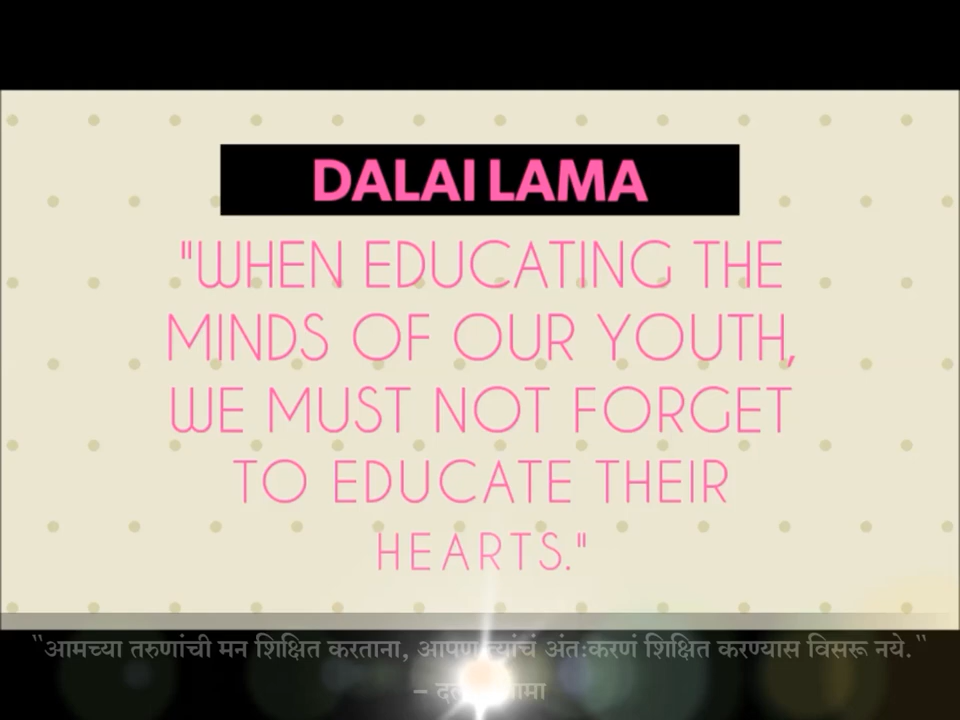 DALAI LAMA
"WHEN EDUCATING THE
MINDS OF OUR YOUTH,
WE MUST NOT FORGET
TO EDUCATE THEIR
HEARTS."
"आमच्या तरुणांची मन शिक्षित करताना, आपण त्यांचं अंतःकरणं शिक्षित करण्यास विसरू नये."
–